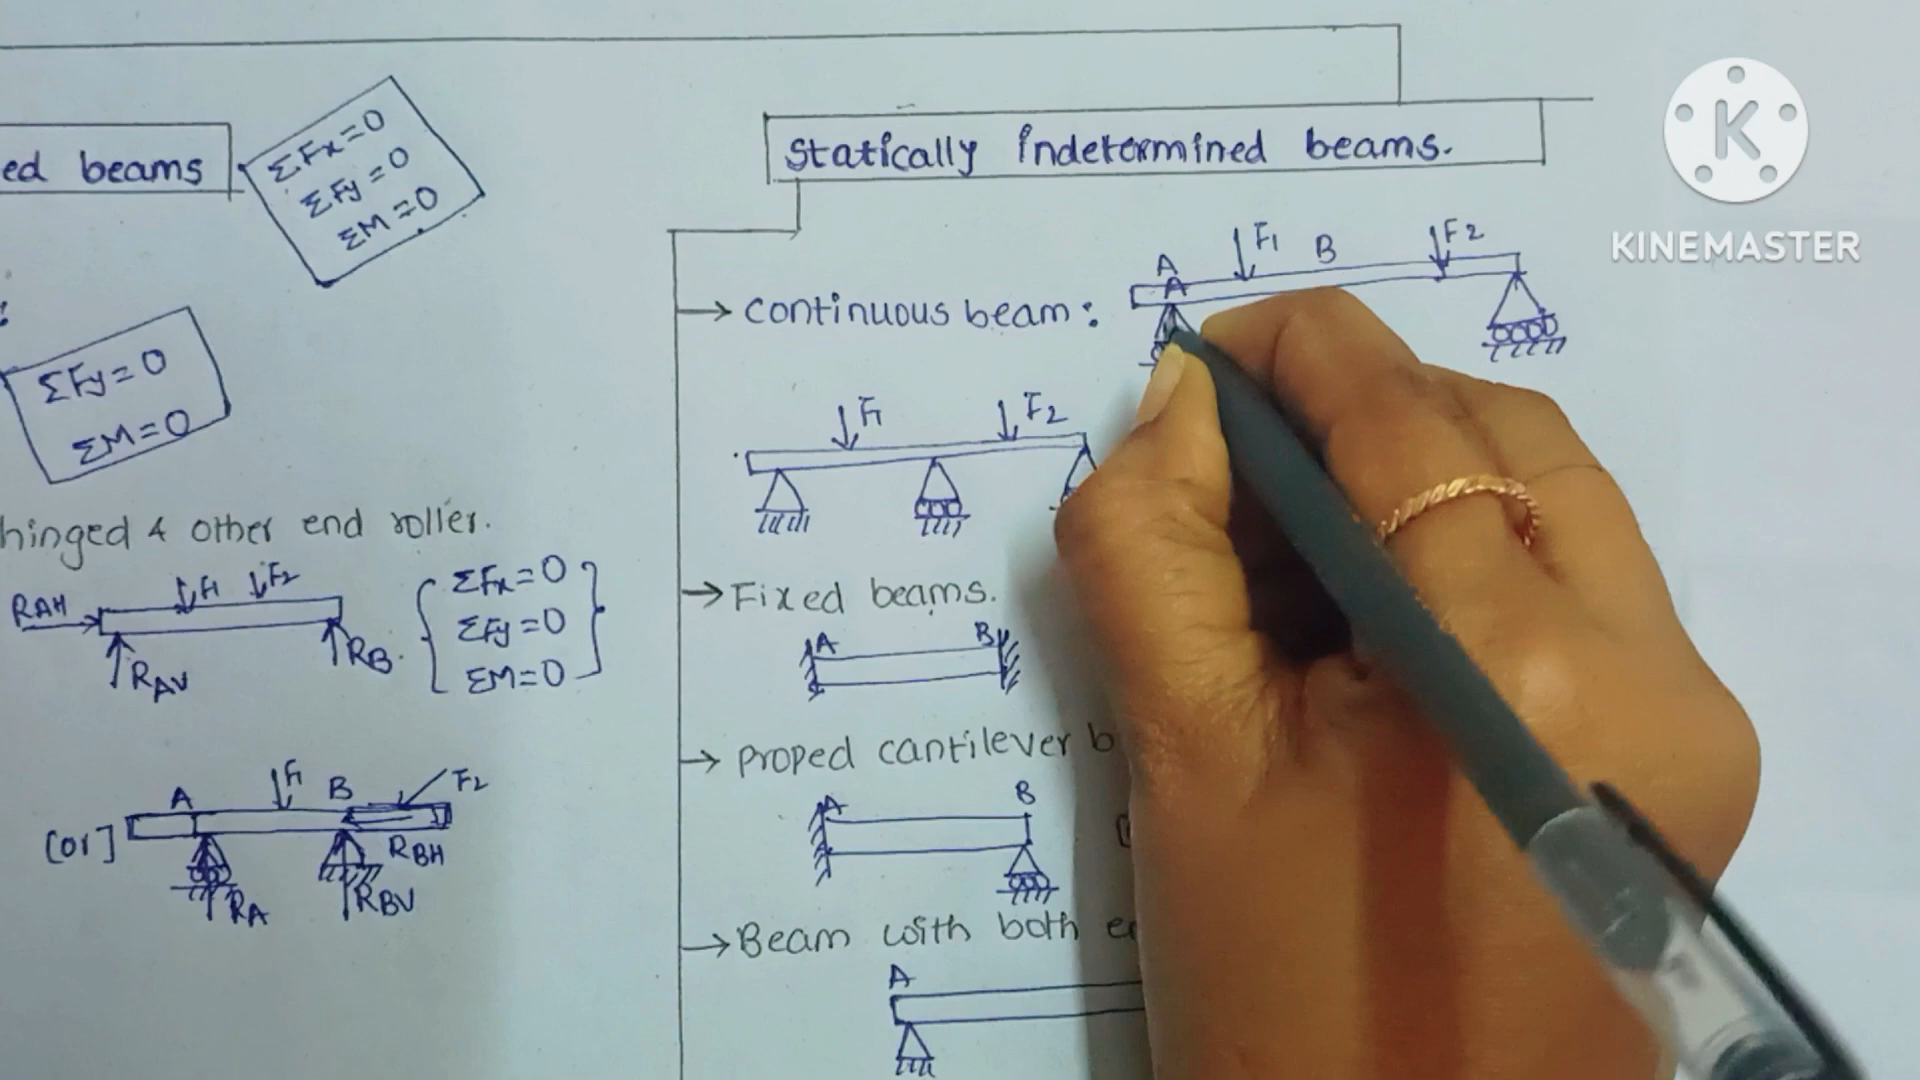 ed beams
ΣFx=0
ΣFy=0
ΣM=0
ΣFy=0
ΣM=0
hinged & other end roller.
RAH
F1
F2
RAV
RB.
ΣFx=0
ΣFy=0
ΣM=0
[or]
A
F1
B
F2
RA
RBH
RBV
Statically indetermined beams.
→ continuous beam:
A
F1
B
F2
A
F1
F2
→ Fixed beams.
A
B
→ Proped cantilever b
A
B
→ Beam with both
A
K
KINEMASTER